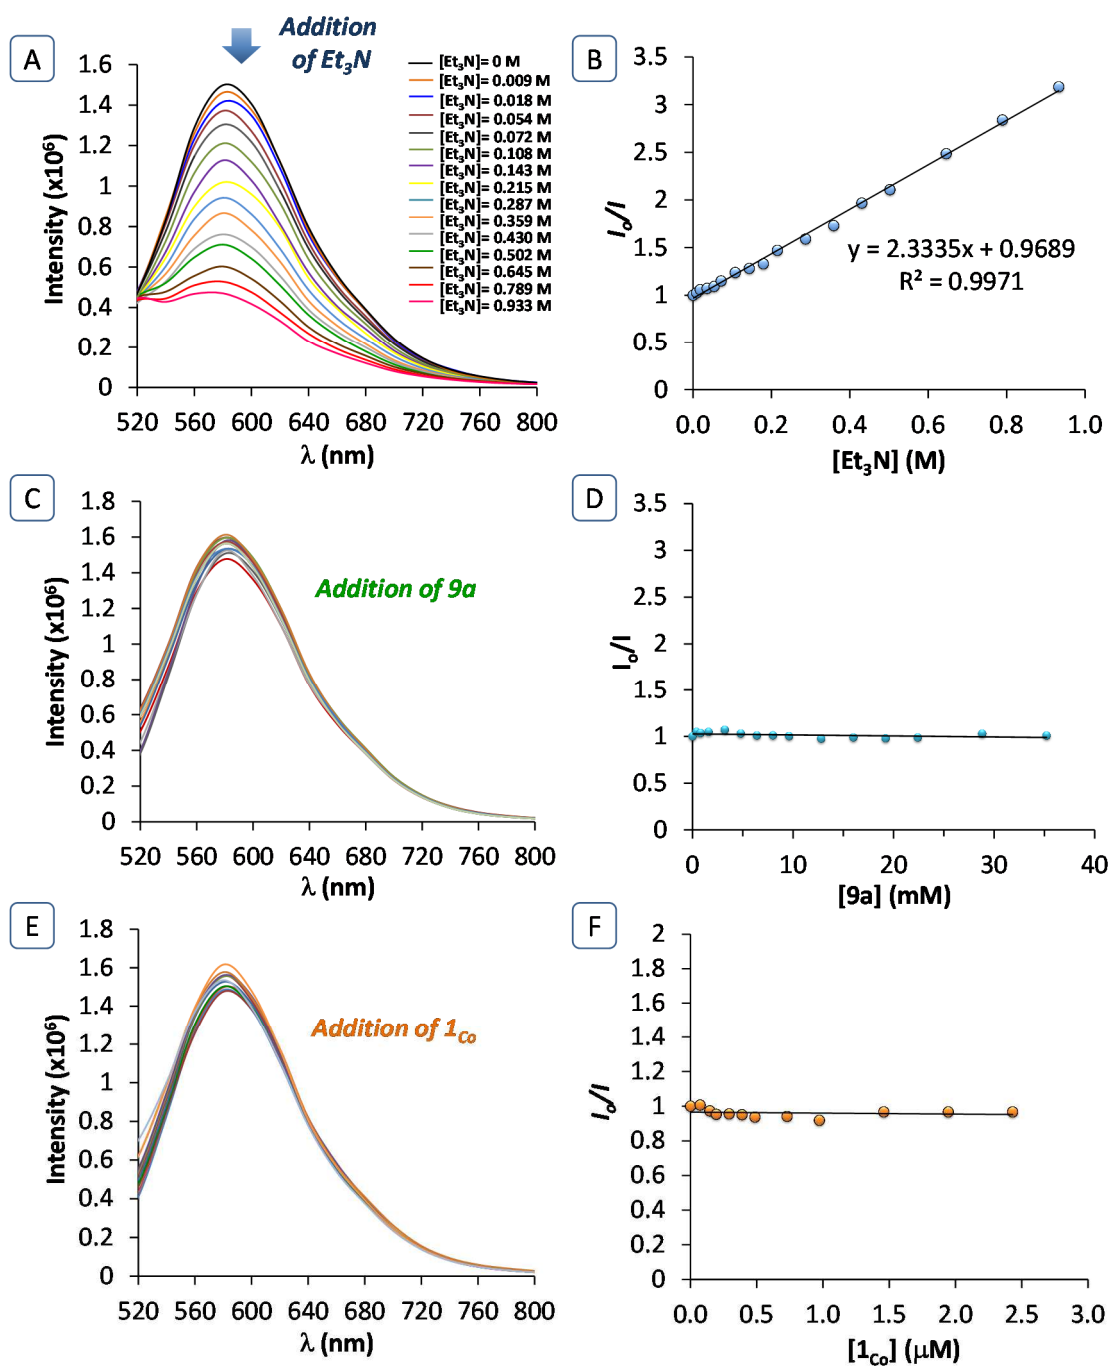 A
Addition
of Et₃N
Intensity (x10⁶)
1.6
1.4
1.2
1
0.8
0.6
0.4
0.2
0
520 560 600 640 680 720 760 800
λ (nm)
[Et₃N]= 0 M
[Et₃N]= 0.009 M
[Et₃N]= 0.018 M
[Et₃N]= 0.054 M
[Et₃N]= 0.072 M
[Et₃N]= 0.108 M
[Et₃N]= 0.143 M
[Et₃N]= 0.215 M
[Et₃N]= 0.287 M
[Et₃N]= 0.359 M
[Et₃N]= 0.430 M
[Et₃N]= 0.502 M
[Et₃N]= 0.645 M
[Et₃N]= 0.789 M
[Et₃N]= 0.933 M
B
Iₒ/I
3.5
3
2.5
2
1.5
1
0.5
0
y = 2.3335x + 0.9689
R² = 0.9971
0.0 0.2 0.4 0.6 0.8 1.0
[Et₃N] (M)
C
Intensity (x10⁶)
1.8
1.6
1.4
1.2
1
0.8
0.6
0.4
0.2
0
Addition of 9a
520 560 600 640 680 720 760 800
λ (nm)
D
Iₒ/I
3.5
3
2.5
2
1.5
1
0.5
0
0 10 20 30 40
[9a] (mM)
E
Intensity (x10⁶)
1.8
1.6
1.4
1.2
1
0.8
0.6
0.4
0.2
0
Addition of 1Co
520 560 600 640 680 720 760 800
λ (nm)
F
Iₒ/I
2
1.8
1.6
1.4
1.2
1
0.8
0.6
0.4
0.2
0
0.0 0.5 1.0 1.5 2.0 2.5 3.0
[1Co] (μM)